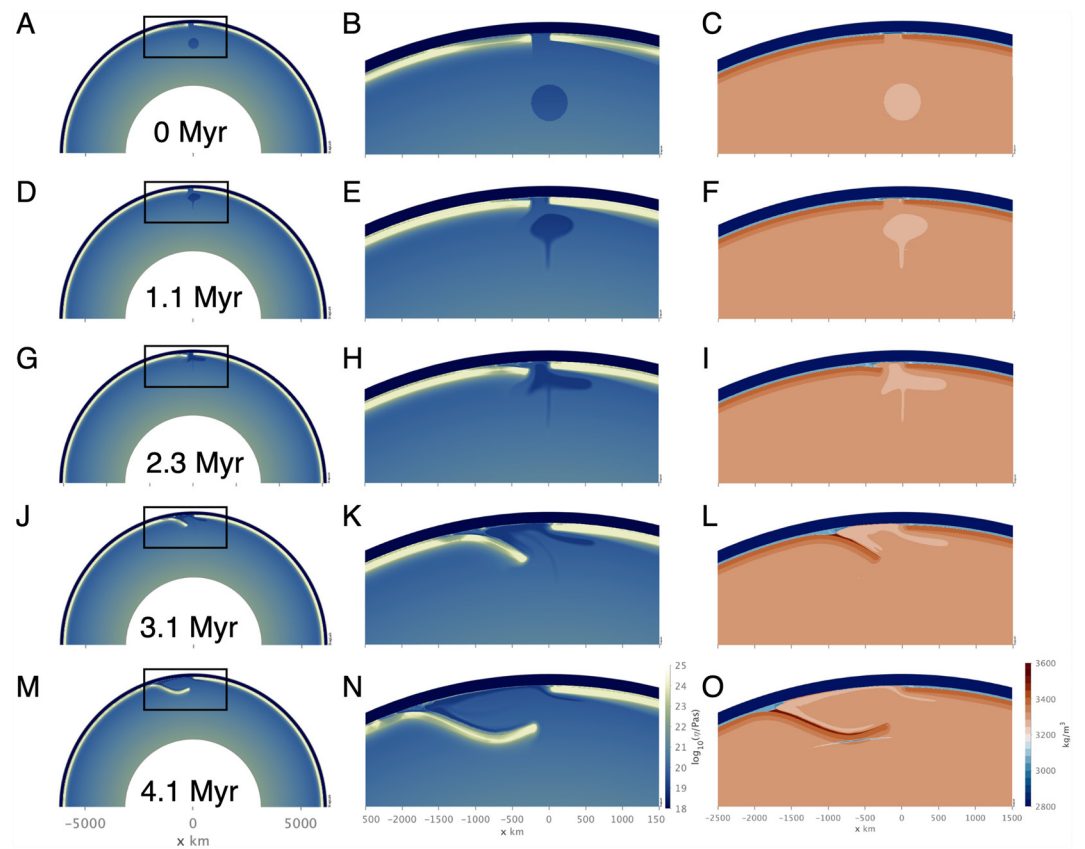 A B C
0 Myr
D E F
1.1 Myr
G H I
2.3 Myr
J K L
3.1 Myr
M N O
4.1 Myr
25
24
23
22
21
20
19
18
log10(η/Pas)
3600
3400
3200
3000
2800
kg/m³
−5000 0 5000
x km
500 −2000 −1500 −1000 −500 0 500 1000 150
x km
−2500 −2000 −1500 −1000 −500 0 500 1000 1500
x km